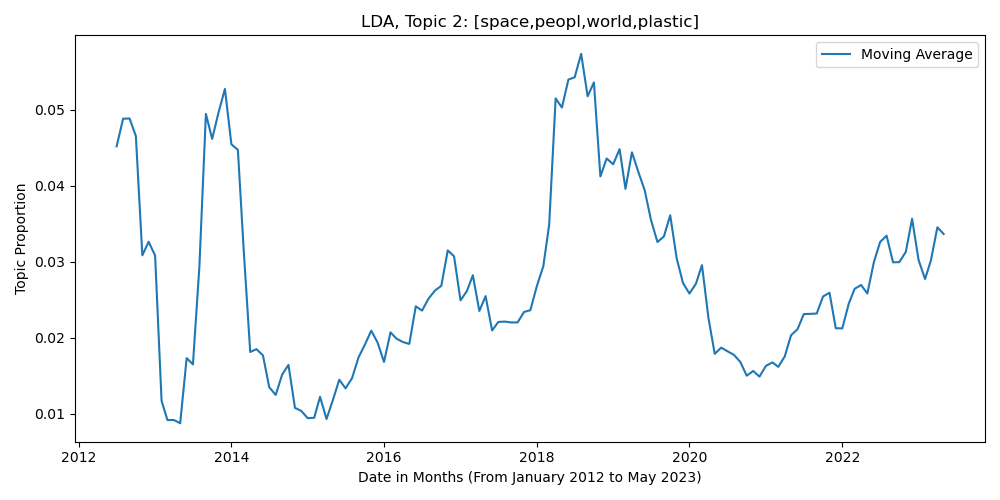 LDA, Topic 2: [space,peopl,world,plastic]
Moving Average
Topic Proportion
0.05
0.04
0.03
0.02
0.01
2012 2014 2016 2018 2020 2022
Date in Months (From January 2012 to May 2023)